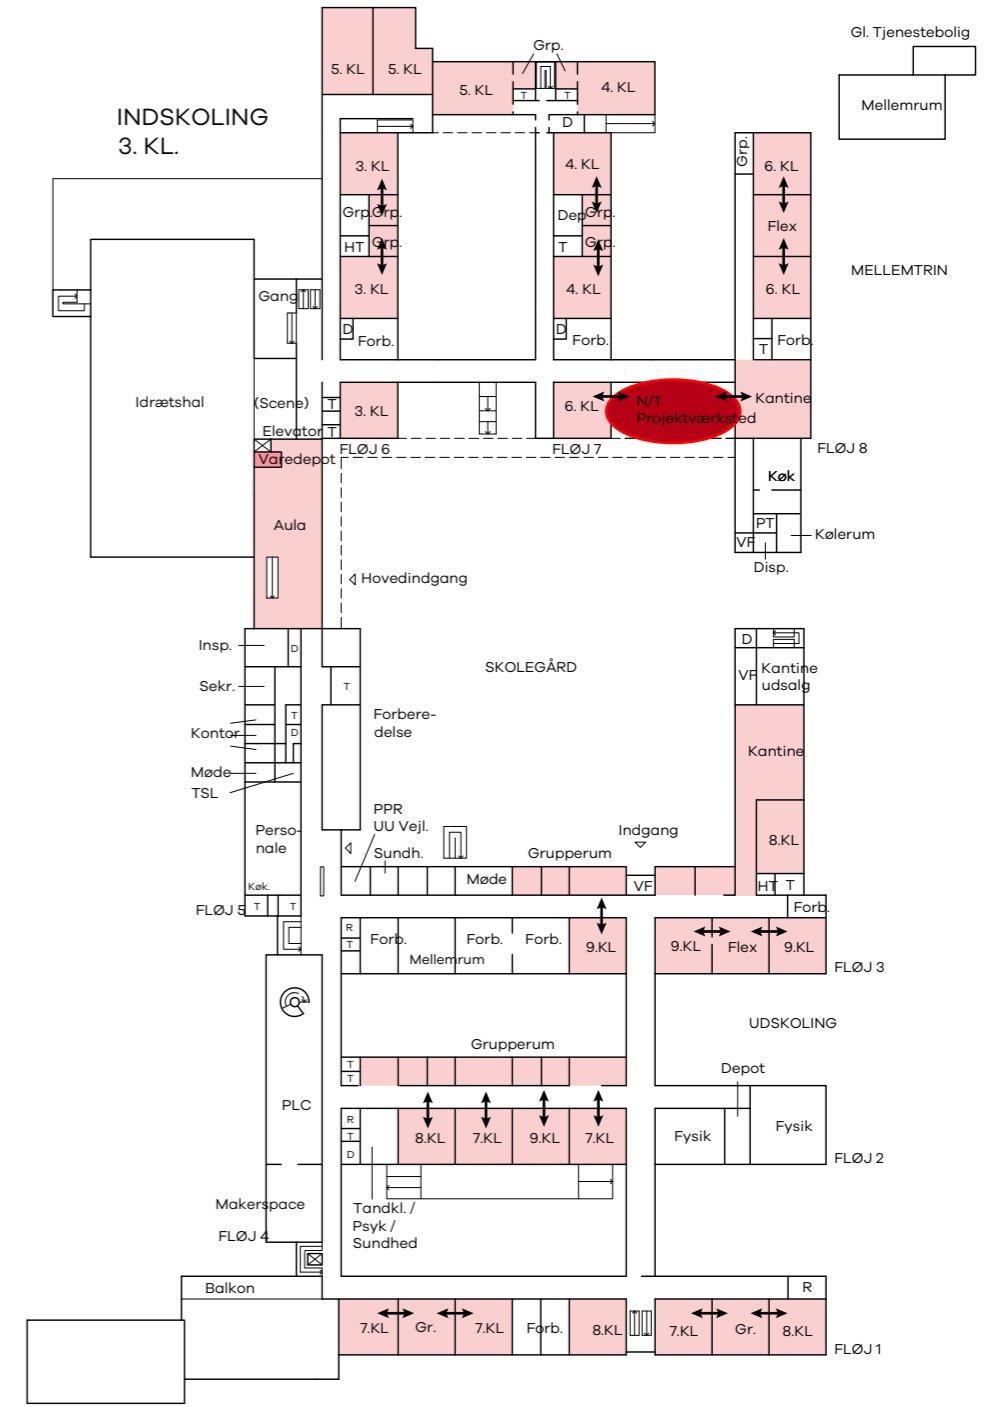 Gl. Tjenestebolig
Mellemrum
INDSKOLING
3. KL.
Grp.
5. KL
5. KL
5. KL
T
T
4. KL
D
3. KL
4. KL
Grp.
6. KL
Grp.
Grp.
HT
Grp.
Dep
Grp.
T
Grp.
Flex
3. KL
4. KL
6. KL
MELLEMTRIN
Gang
D
Forb.
D
Forb.
T
Forb.
Idrætshal
(Scene)
T
3. KL
6. KL
N/T
Projektværksted
Kantine
Elevator
T
Varedepot
FLØJ 6
FLØJ 7
FLØJ 8
Køk
Aula
PT
VF
Kølerum
Disp.
Hovedindgang
Insp.
D
Sekr.
T
SKOLEGÅRD
D
VF
Kantine
udsalg
Kontor
T
D
Forbere-
delse
Kantine
Møde
TSL
PPR
UU Vejl.
Perso-
nale
Sundh.
Indgang
Grupperum
8.KL
Køk.
Møde
VF
HT
T
FLØJ 5
T
T
Forb.
R
T
Forb.
Mellemrum
Forb.
Forb.
9.KL
9.KL
Flex
9.KL
FLØJ 3
UDSKOLING
Grupperum
T
T
Depot
PLC
R
T
D
8.KL
7.KL
9.KL
7.KL
Fysik
Fysik
FLØJ 2
Makerspace
Tandkl. /
Psyk /
Sundhed
FLØJ 4
Balkon
R
7.KL
Gr.
7.KL
Forb.
8.KL
7.KL
Gr.
8.KL
FLØJ 1